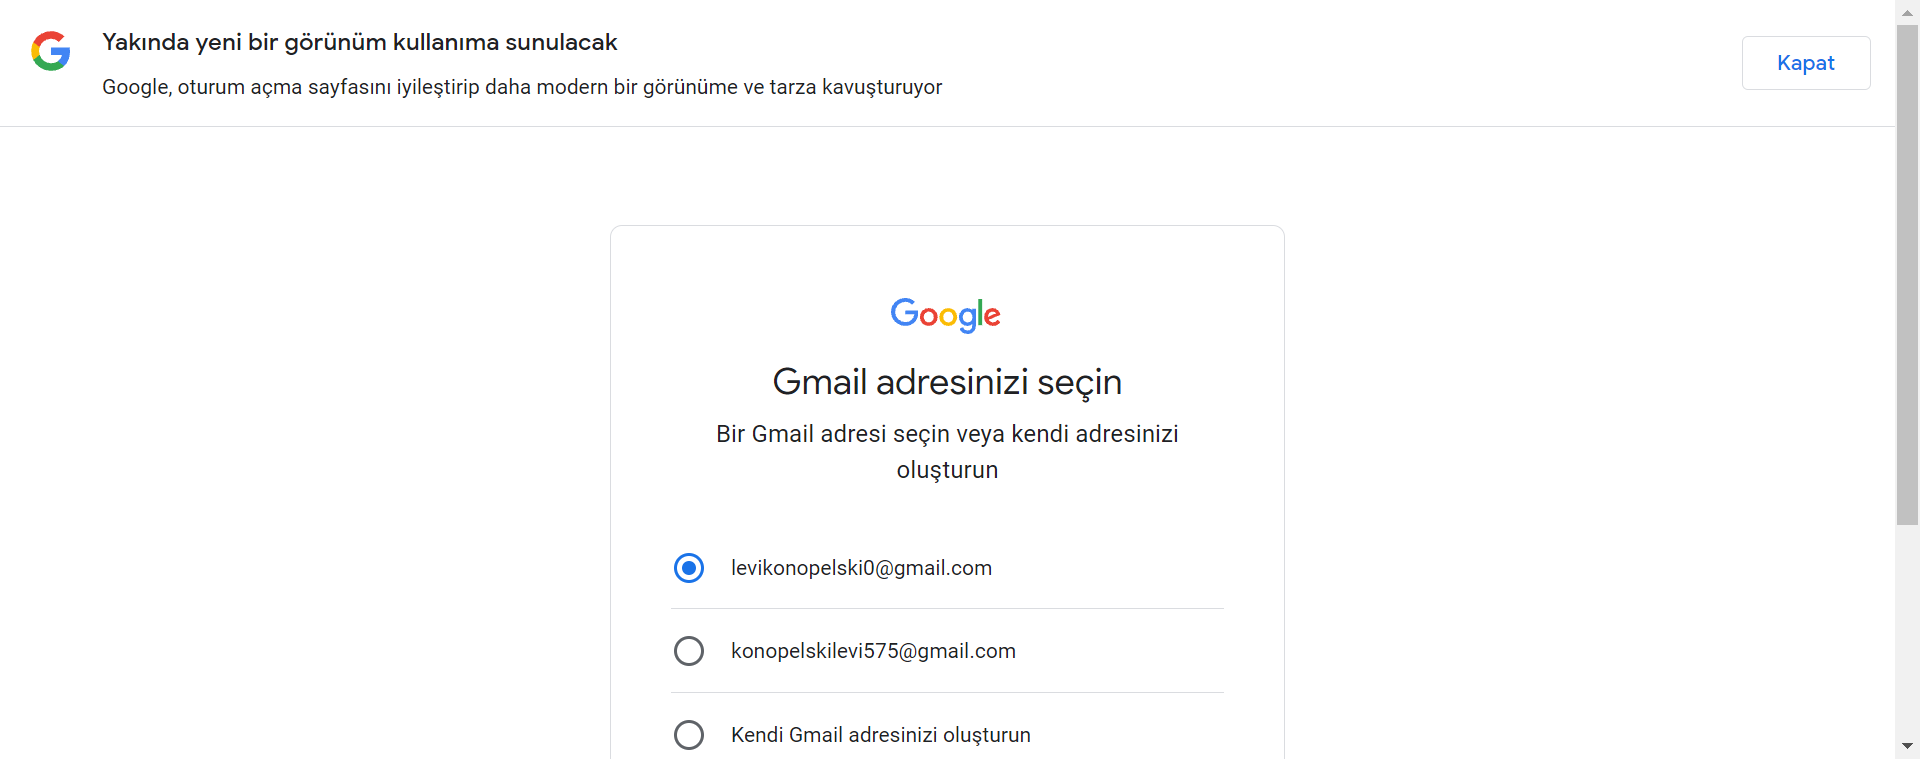 Yakında yeni bir görünüm kullanıma sunulacak
Google, oturum açma sayfasını iyileştirip daha modern bir görünüme ve tarza kavuşturuyor
Kapat
Google
Gmail adresinizi seçin
Bir Gmail adresi seçin veya kendi adresinizi
oluşturun
levikonopelski0@gmail.com
konopelskilevi575@gmail.com
Kendi Gmail adresinizi oluşturun